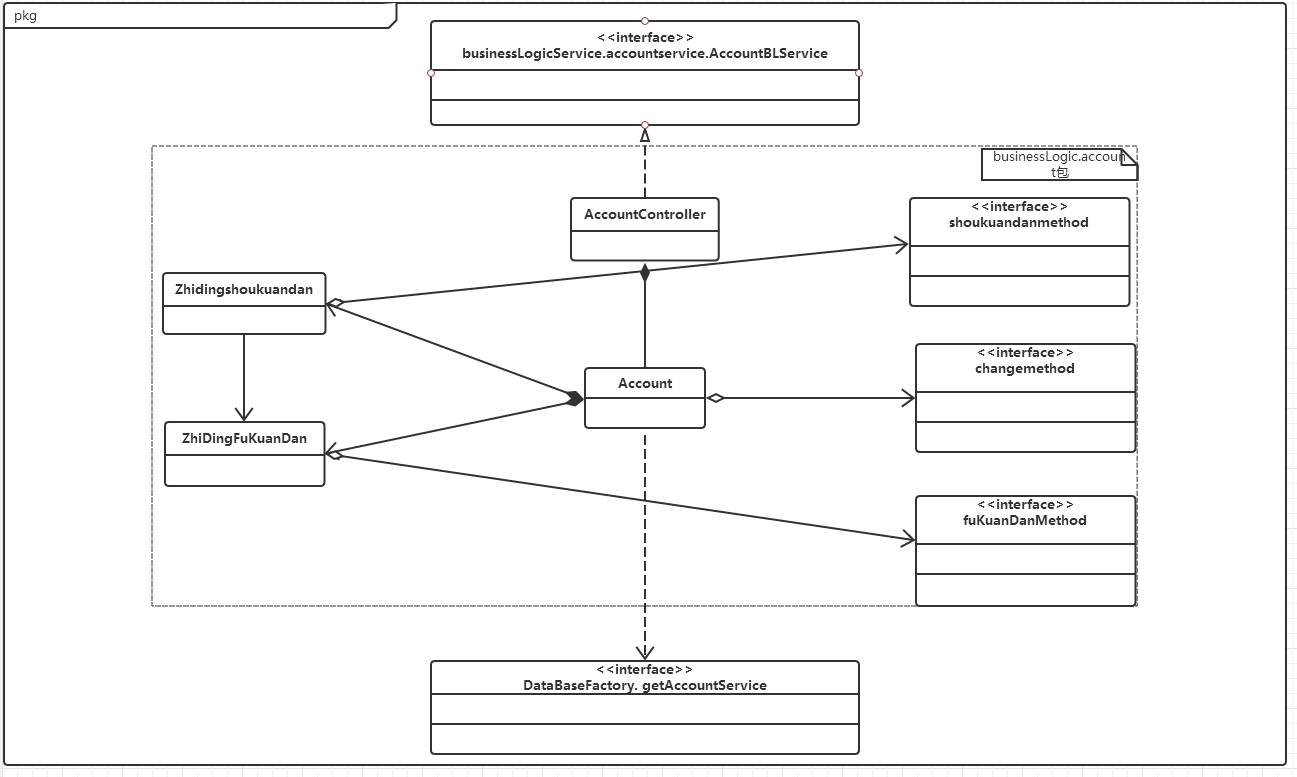 pkg
<<interface>>
businessLogicService.accountservice.AccountBLService
businessLogic.accoun
t包
AccountController
<<interface>>
shoukuandanmethod
Zhidingshoukuandan
<<interface>>
changemethod
Account
ZhiDingFuKuanDan
<<interface>>
fuKuanDanMethod
<<interface>>
DataBaseFactory. getAccountService